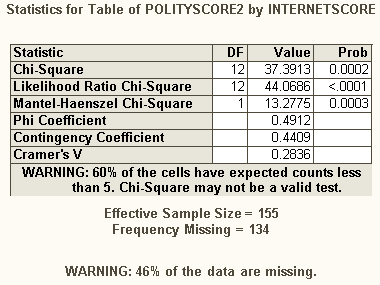 Statistics for Table of POLITYSCORE2 by INTERNETSCORE
Statistic DF Value Prob
Chi-Square 12 37.3913 0.0002
Likelihood Ratio Chi-Square 12 44.0686 <.0001
Mantel-Haenszel Chi-Square 1 13.2775 0.0003
Phi Coefficient 0.4912
Contingency Coefficient 0.4409
Cramer's V 0.2836
WARNING: 60% of the cells have expected counts less
than 5. Chi-Square may not be a valid test.
Effective Sample Size = 155
Frequency Missing = 134
WARNING: 46% of the data are missing.